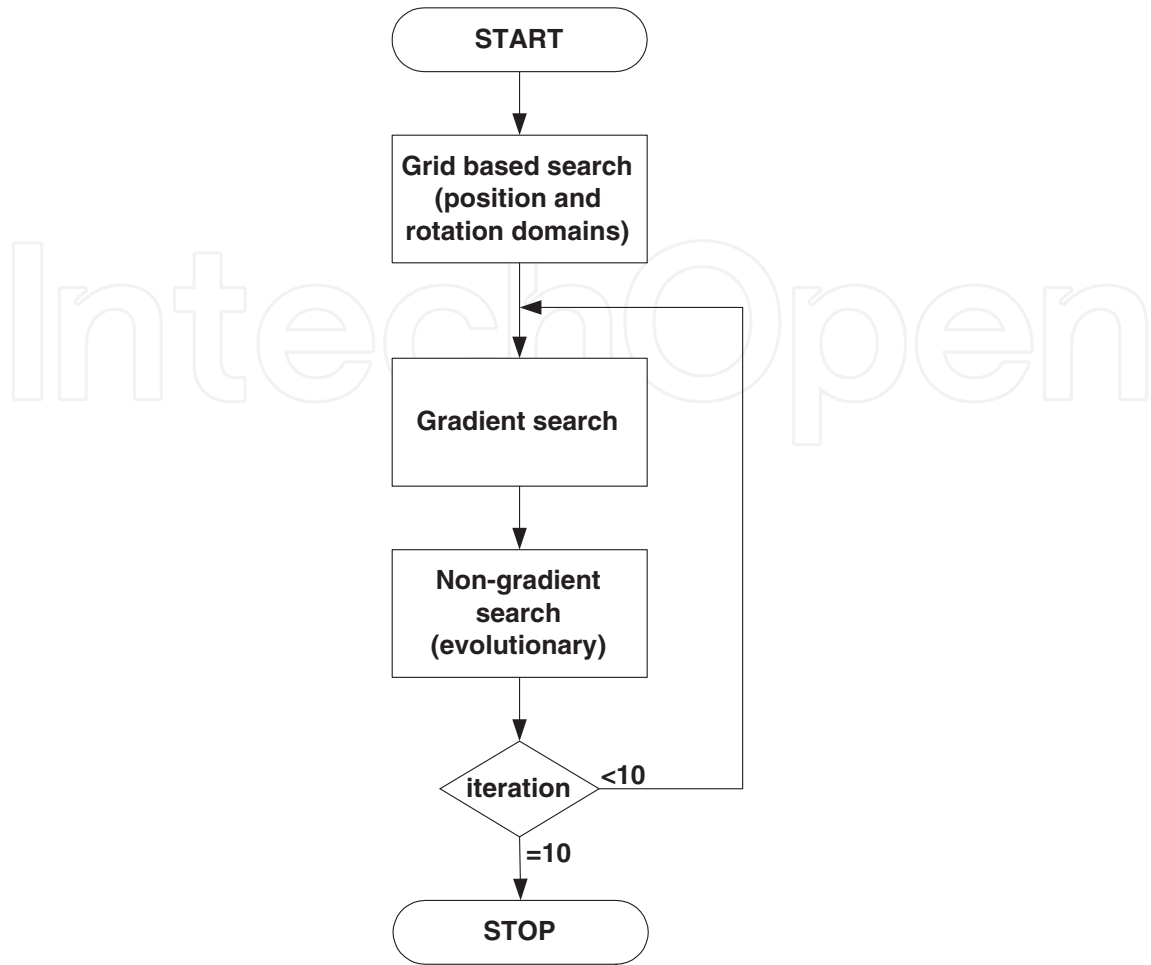 START
Grid based search
(position and
rotation domains)
IntechOpen
Gradient search
Non-gradient
search
(evolutionary)
iteration
<10
=10
STOP